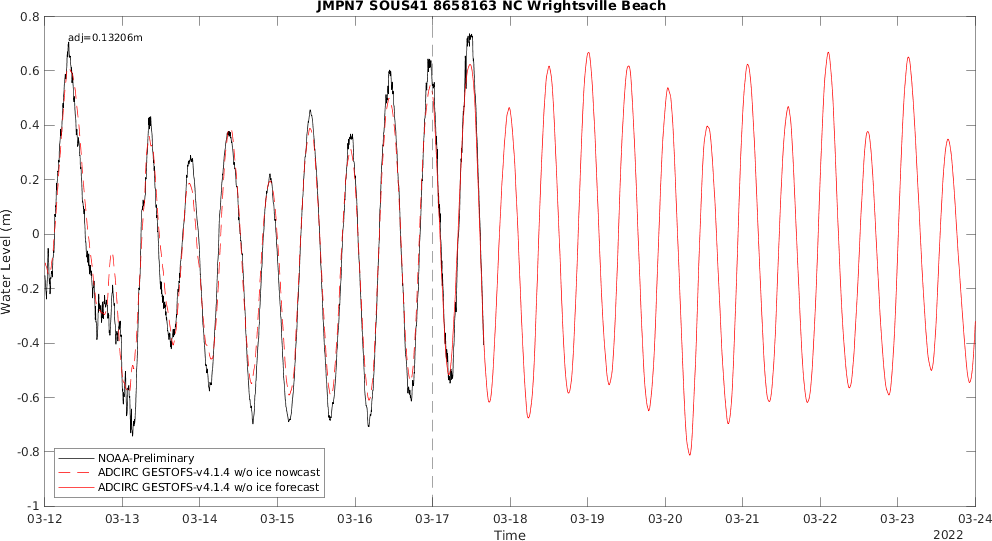 JMPN7 SOUS41 8658163 NC Wrightsville Beach
adj=0.13206m
0.8
0.6
0.4
0.2
0
-0.2
-0.4
-0.6
-0.8
-1
Water Level (m)
NOAA-Preliminary
ADCIRC GESTOFS-v4.1.4 w/o ice nowcast
ADCIRC GESTOFS-v4.1.4 w/o ice forecast
03-12 03-13 03-14 03-15 03-16 03-17 03-18 03-19 03-20 03-21 03-22 03-23 03-24
Time
2022